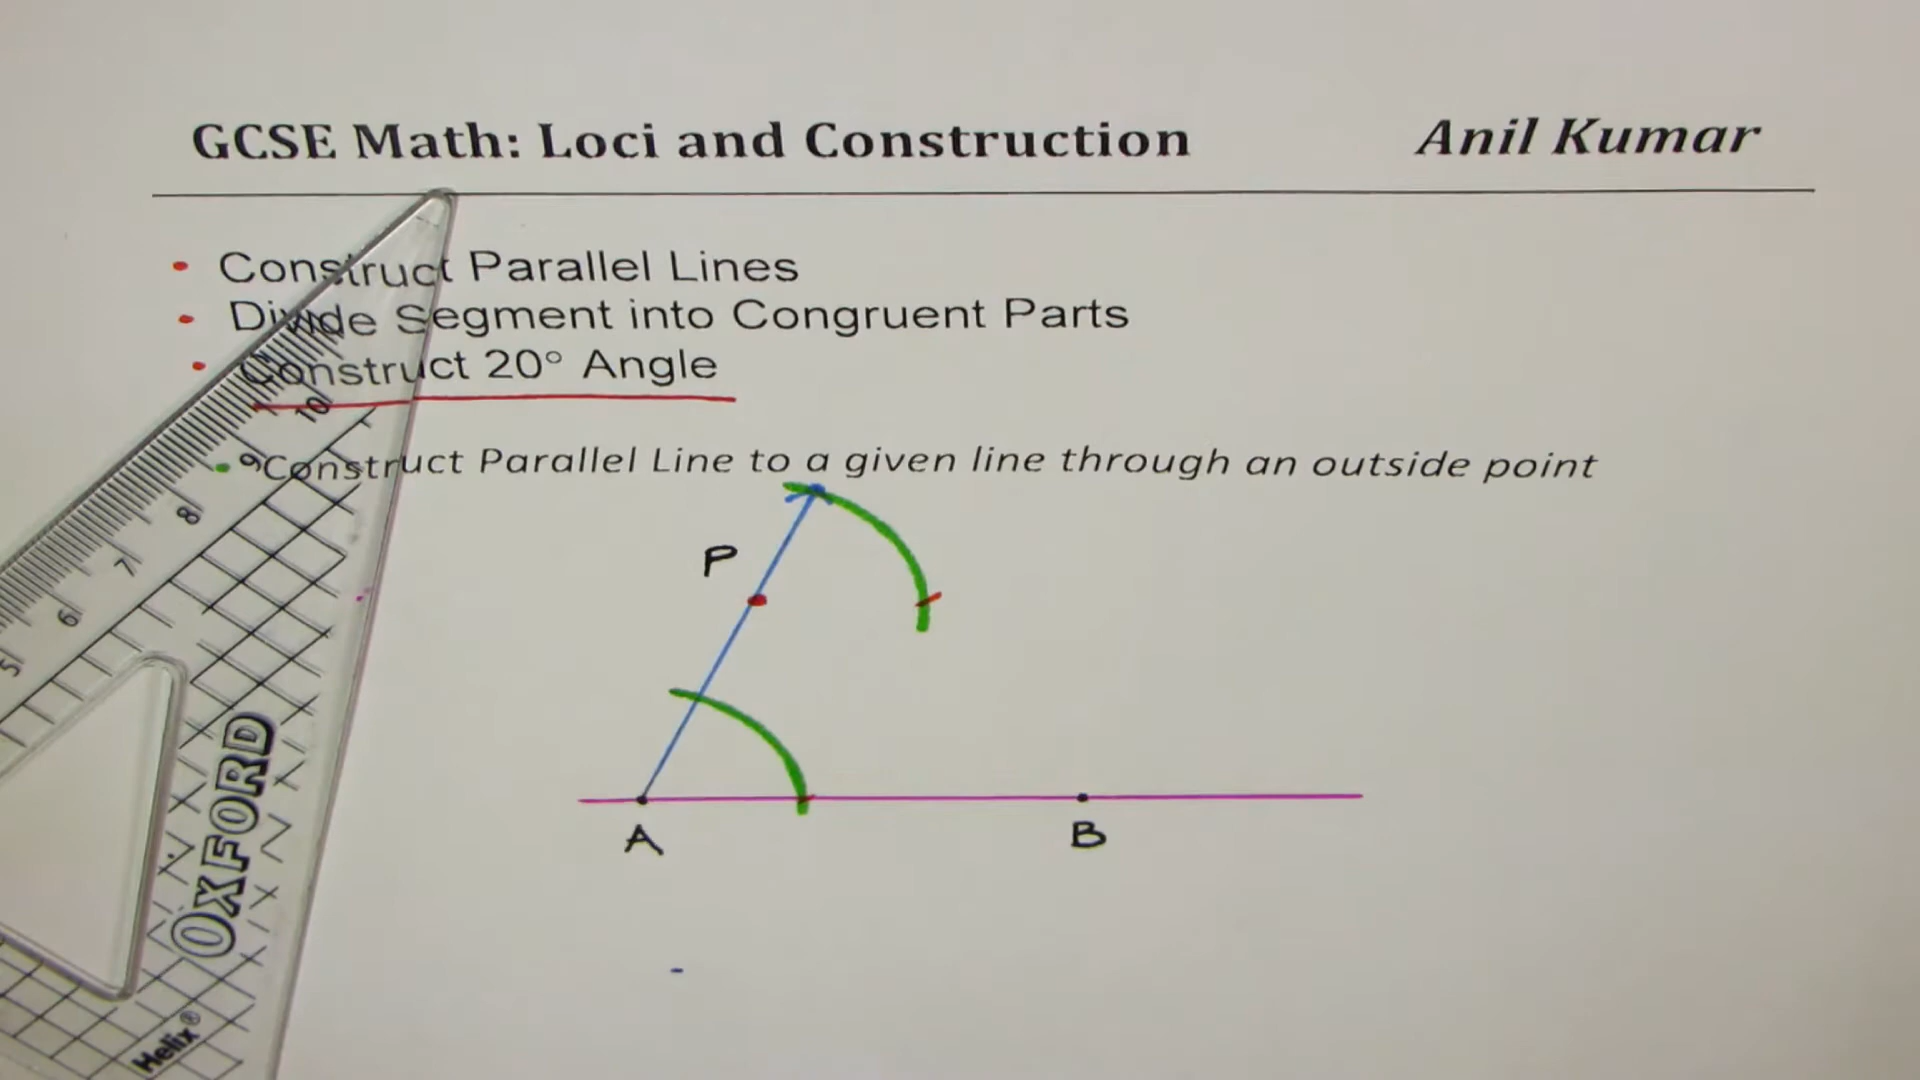 GCSE Math: Loci and Construction
Anil Kumar
• Construct Parallel Lines
• Divide Segment into Congruent Parts
• Construct 20° Angle
• Construct Parallel Line to a given line through an outside point
P
A
B
10
9
8
7
6
5
OXFORD
Helix®